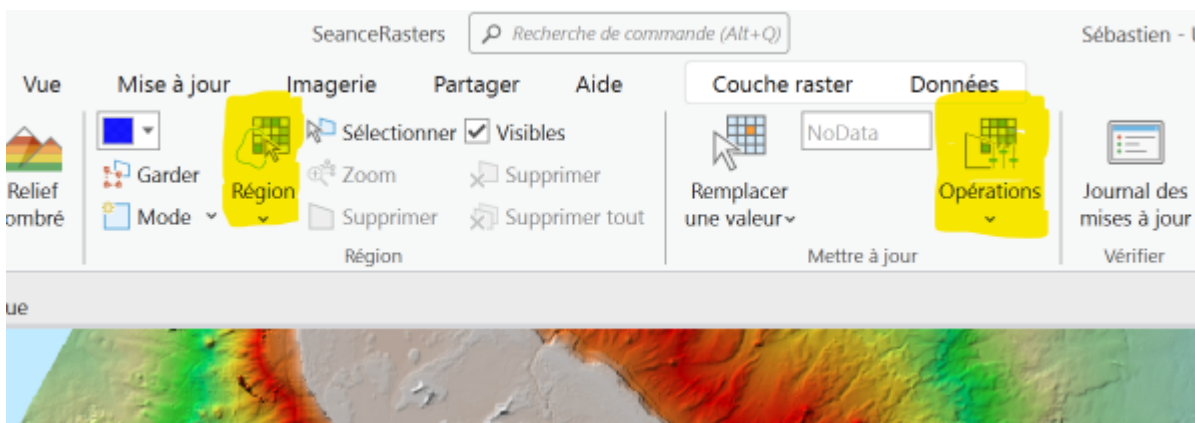 SeanceRasters
Recherche de commande (Alt+Q)
Sébastien -
Vue Mise à jour Imagerie Partager Aide Couche raster Données
Relief
ombré
Garder
Mode
Région
Sélectionner
Zoom
Supprimer
Visibles
Supprimer
Supprimer tout
Région
Remplacer
une valeur
NoData
Opérations
Mettre à jour
Journal des
mises à jour
Vérifier
ue